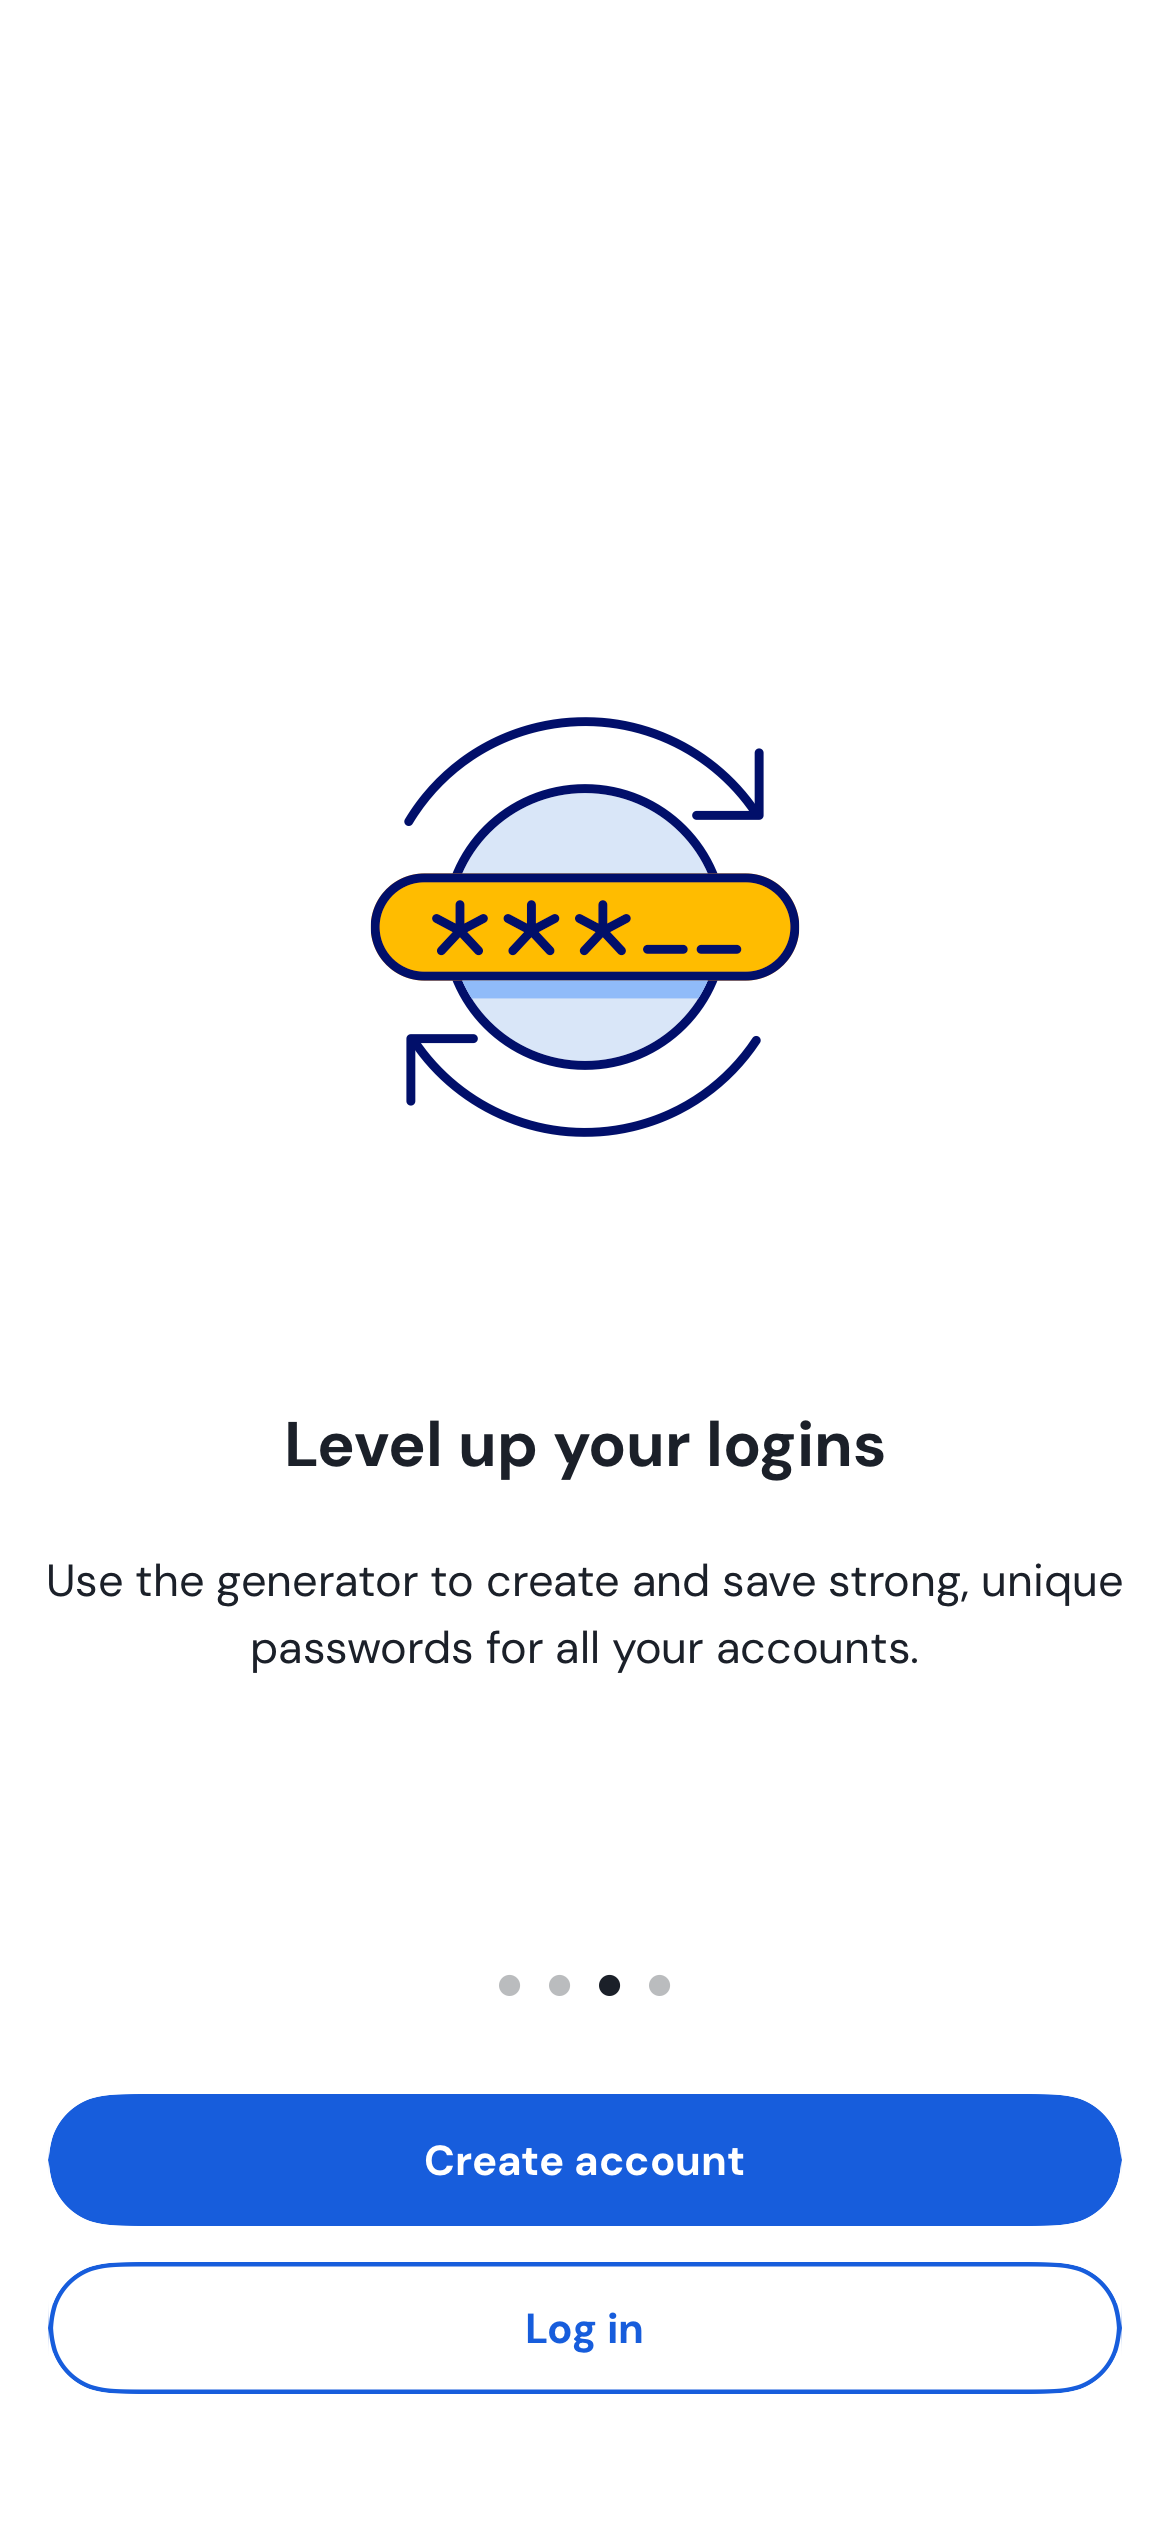 ***__
Level up your logins
Use the generator to create and save strong, unique
passwords for all your accounts.
Create account
Log in